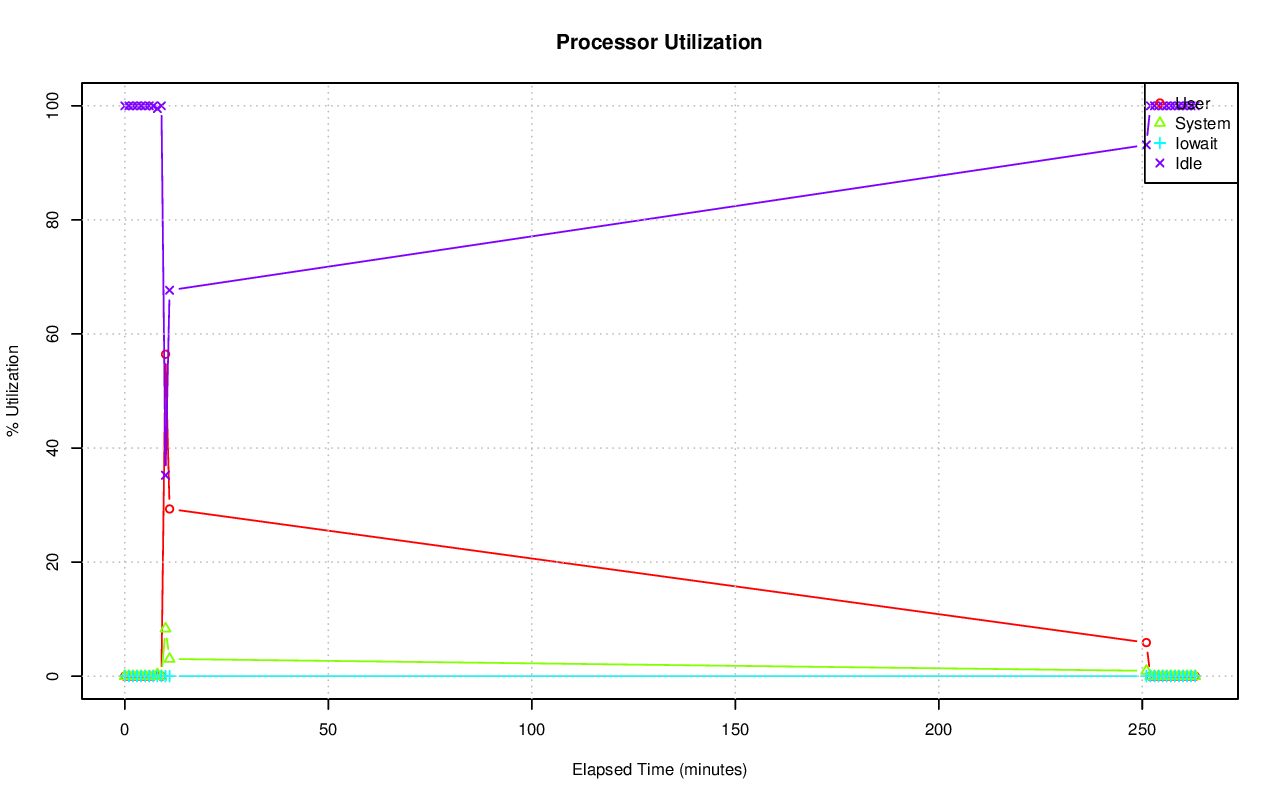 Processor Utilization
% Utilization
100
80
60
40
20
0
User
System
Iowait
Idle
0 50 100 150 200 250
Elapsed Time (minutes)